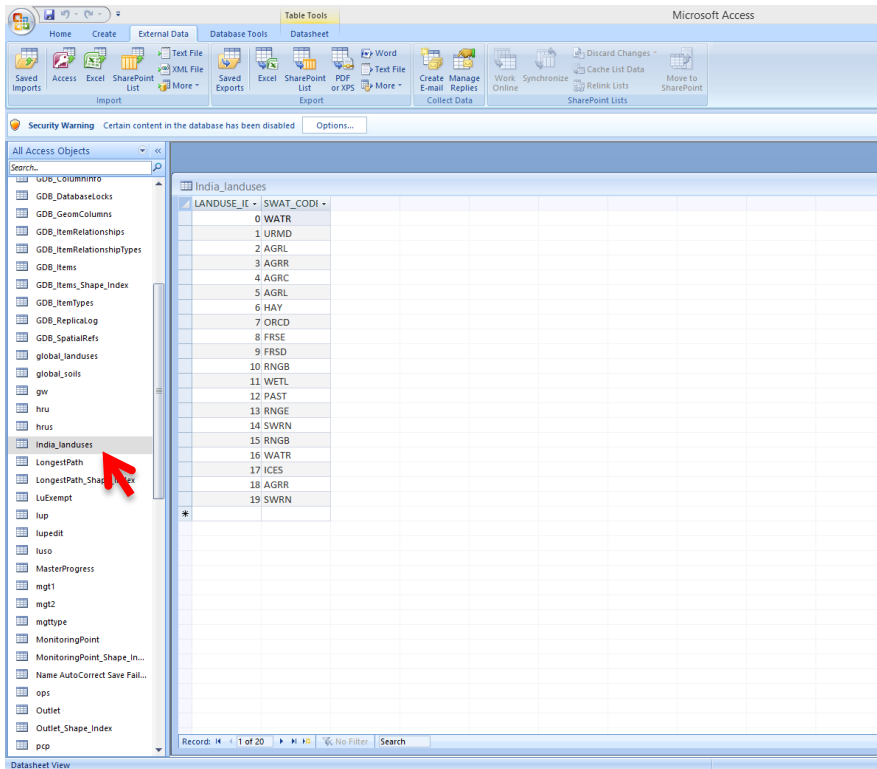 Table Tools
Microsoft Access
Home Create External Data Database Tools Datasheet
Saved Imports
Access
Excel
SharePoint List
Text File
XML File
More
Import
Saved Exports
Excel
SharePoint List
PDF or XPS
Word
Text File
More
Export
Create E-mail
Manage Replies
Collect Data
Work Online
Synchronize
Discard Changes
Cache List Data
Relink Lists
Move to SharePoint
SharePoint Lists
Security Warning Certain content in the database has been disabled Options...
All Access Objects
Search..
GDB_ColumnInfo
GDB_DatabaseLocks
GDB_GeomColumns
GDB_ItemRelationships
GDB_ItemRelationshipTypes
GDB_Items
GDB_Items_Shape_Index
GDB_ItemTypes
GDB_ReplicaLog
GDB_SpatialRefs
global_landuses
global_soils
gw
hru
hrus
India_landuses
LongestPath
LongestPath_Shape_Index
LuExempt
lup
lupedit
luso
MasterProgress
mgt1
mgt2
mgttype
MonitoringPoint
MonitoringPoint_Shape_In...
Name AutoCorrect Save Fail...
ops
Outlet
Outlet_Shape_Index
pcp
India_landuses
LANDUSE_IE SWAT_CODI
0 WATR
1 URMD
2 AGRL
3 AGRR
4 AGRC
5 AGRL
6 HAY
7 ORCD
8 FRSE
9 FRSD
10 RNGB
11 WETL
12 PAST
13 RNGE
14 SWRN
15 RNGB
16 WATR
17 ICES
18 AGRR
19 SWRN
*
Record: 1 of 20 No Filter Search
Datasheet View